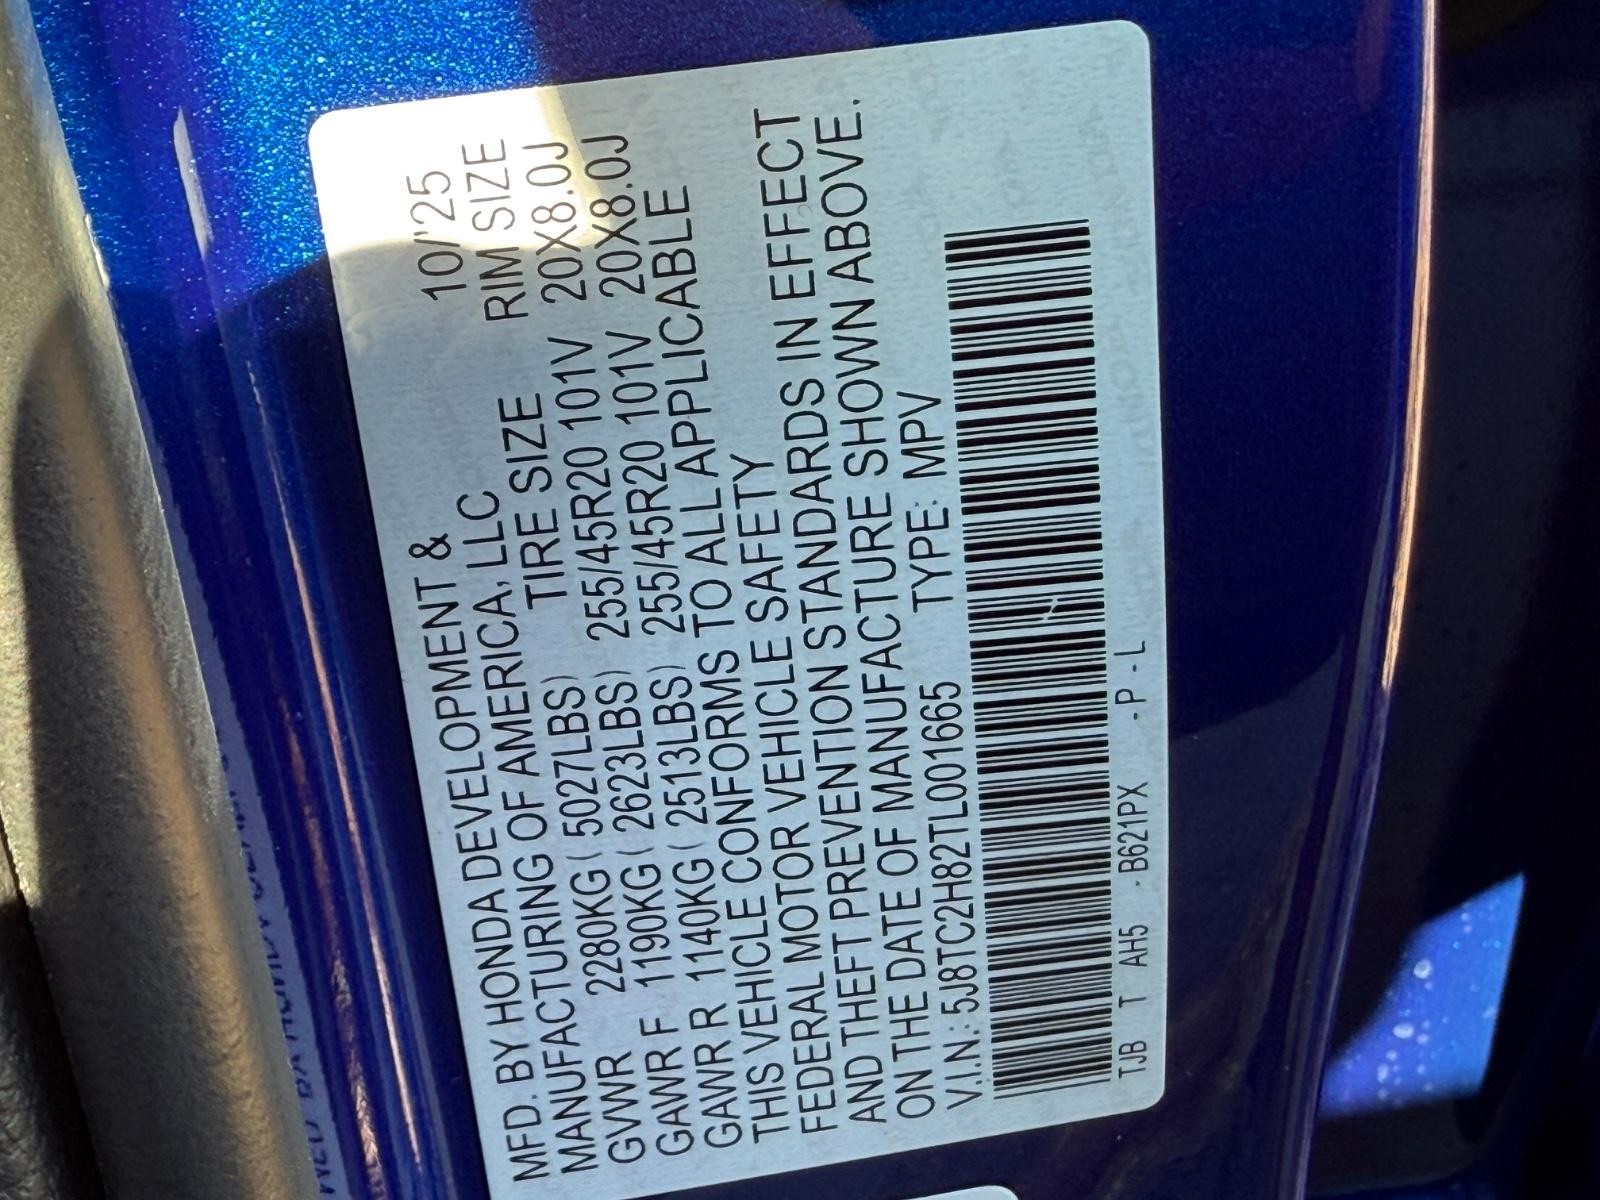 MFD. BY HONDA DEVELOPMENT & 10/'25
MANUFACTURING OF AMERICA, LLC RIM SIZE
TIRE SIZE
GVWR 2280KG ( 5027LBS) 255/45R20 101V 20X8.0J
GAWR F 1190KG ( 2623LBS) 255/45R20 101V 20X8.0J
GAWR R 1140KG ( 2513LBS)
THIS VEHICLE CONFORMS TO ALL APPLICABLE
FEDERAL MOTOR VEHICLE SAFETY
AND THEFT PREVENTION STANDARDS IN EFFECT
ON THE DATE OF MANUFACTURE SHOWN ABOVE.
V.I.N.: 5J8TC2H82TL001665 TYPE: MPV
TJB T AH5 -B621PX -P-L